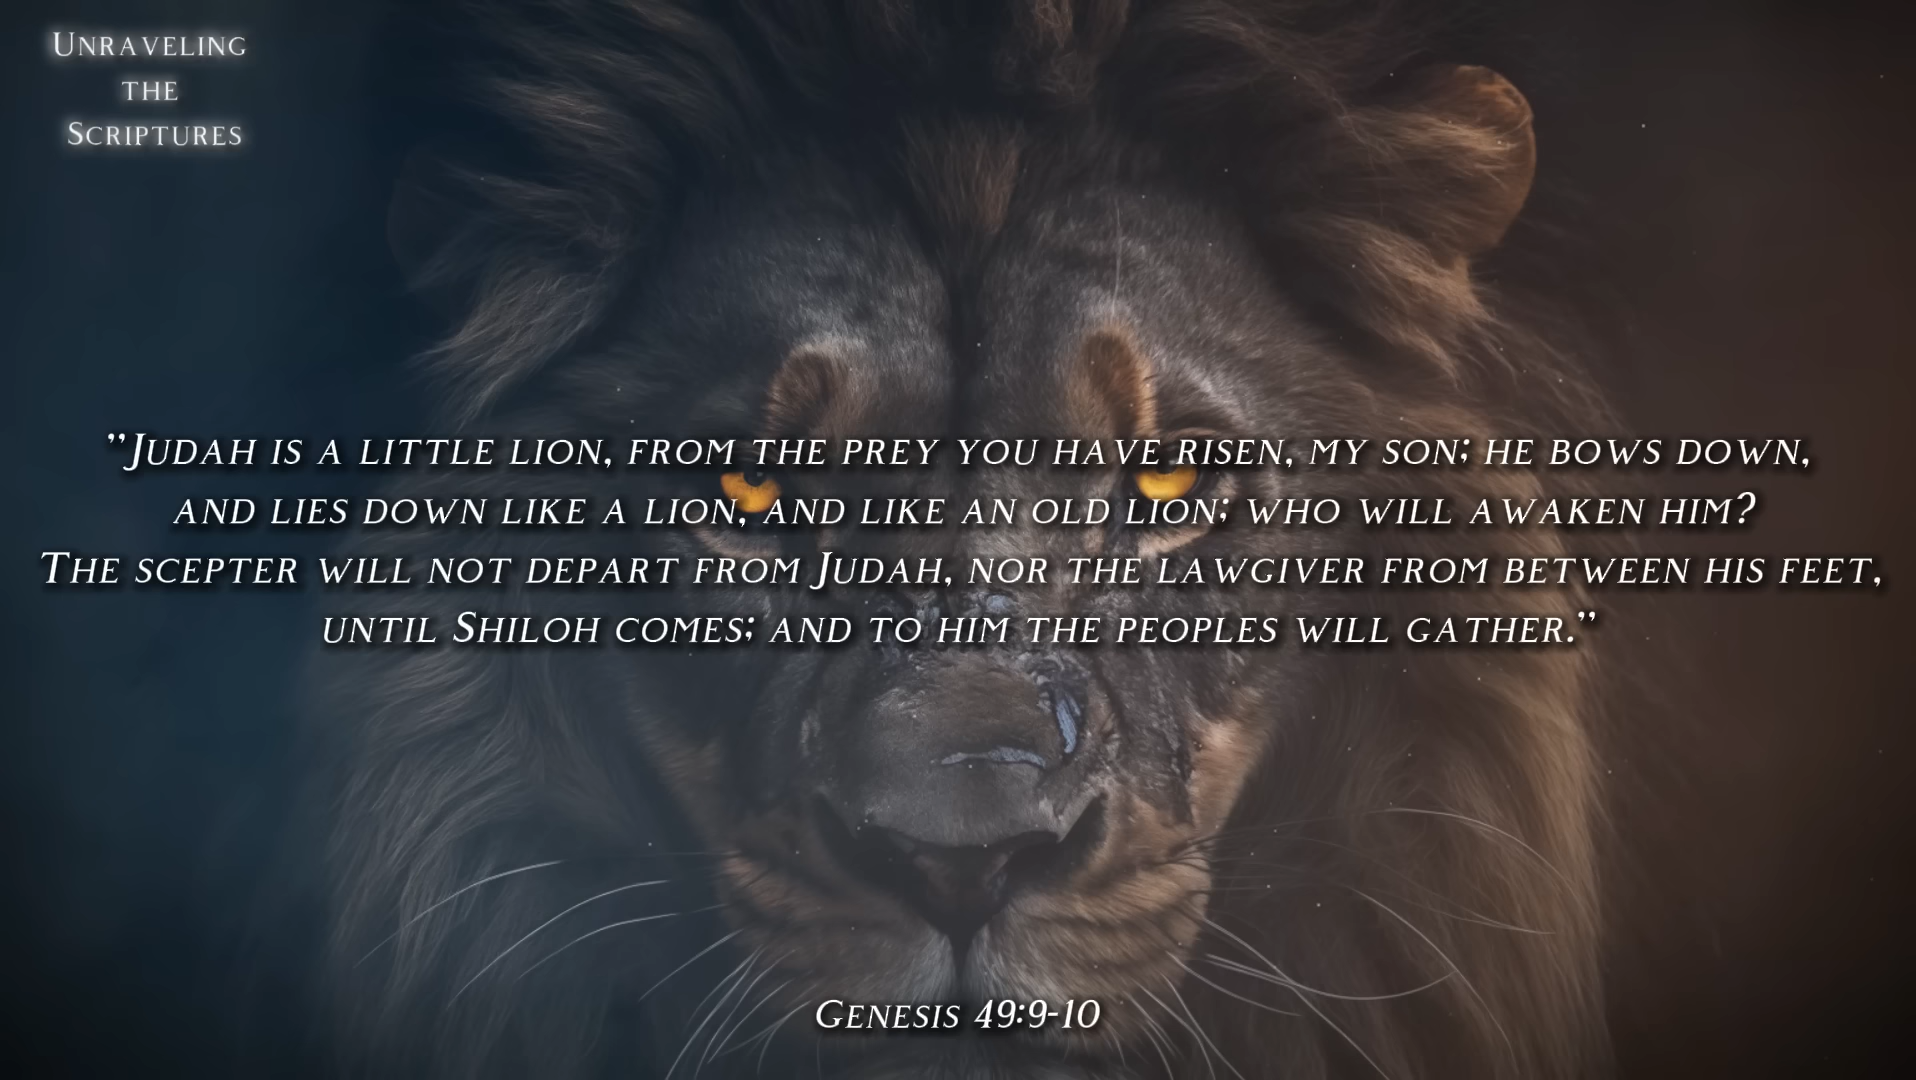 Unraveling
the
Scriptures
"Judah is a little lion, from the prey you have risen, my son; he bows down,
and lies down like a lion, and like an old lion; who will awaken him?
The scepter will not depart from Judah, nor the lawgiver from between his feet,
until Shiloh comes; and to him the peoples will gather."
Genesis 49:9-10